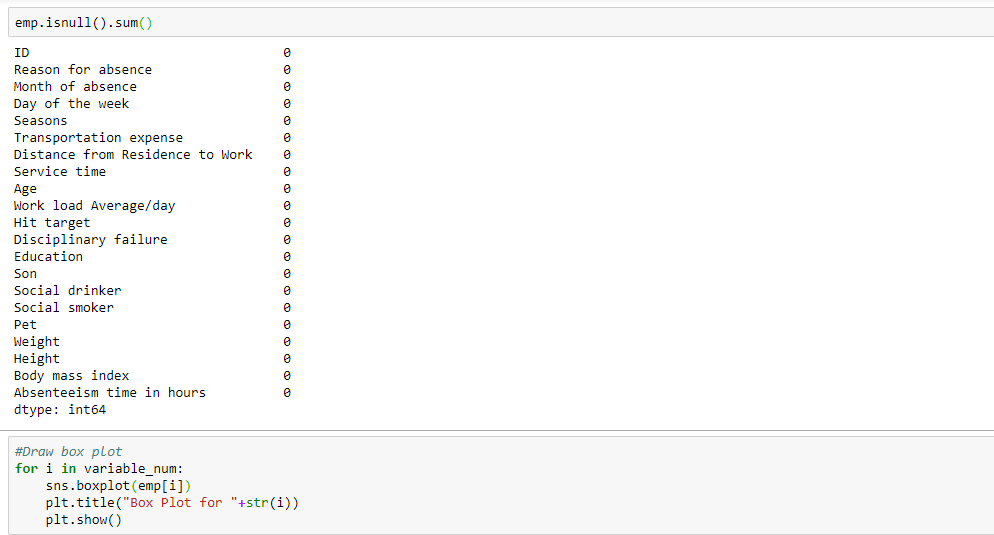 emp.isnull().sum()
ID 0
Reason for absence 0
Month of absence 0
Day of the week 0
Seasons 0
Transportation expense 0
Distance from Residence to Work 0
Service time 0
Age 0
Work load Average/day 0
Hit target 0
Disciplinary failure 0
Education 0
Son 0
Social drinker 0
Social smoker 0
Pet 0
Weight 0
Height 0
Body mass index 0
Absenteeism time in hours 0
dtype: int64
#Draw box plot
for i in variable_num:
    sns.boxplot(emp[i])
    plt.title("Box Plot for "+str(i))
    plt.show()